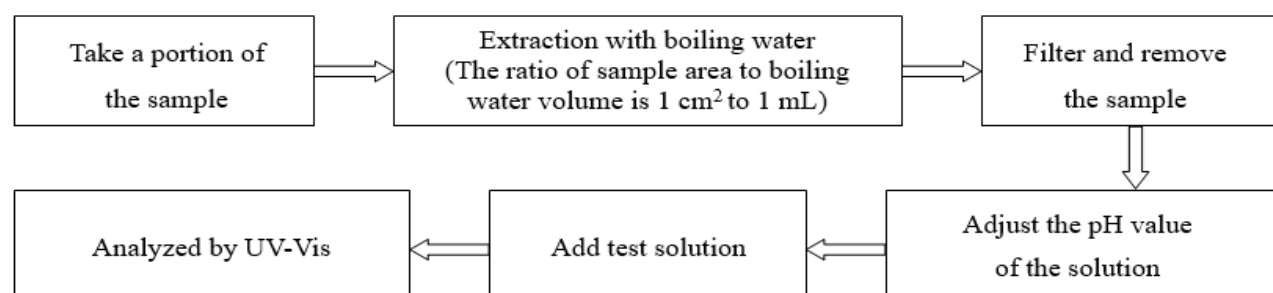 Take a portion of
the sample
Extraction with boiling water
(The ratio of sample area to boiling
water volume is 1 cm² to 1 mL)
Filter and remove
the sample
Adjust the pH value
of the solution
Add test solution
Analyzed by UV-Vis